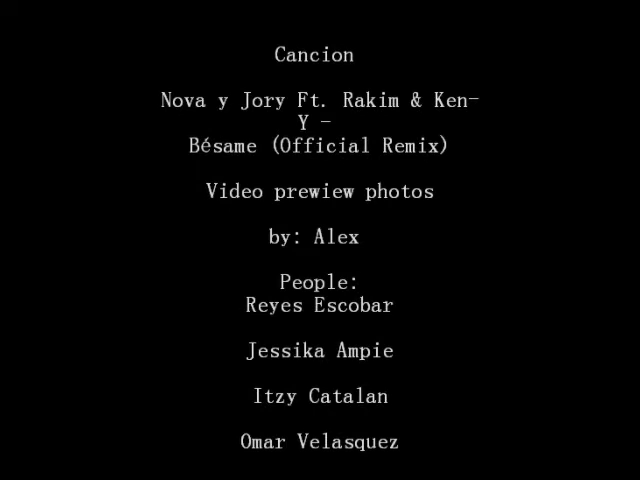 Cancion
Nova y Jory Ft. Rakim & Ken-
Y -
Bésame (Official Remix)
Video prewiew photos
by: Alex
People:
Reyes Escobar
Jessika Ampie
Itzy Catalan
Omar Velasquez